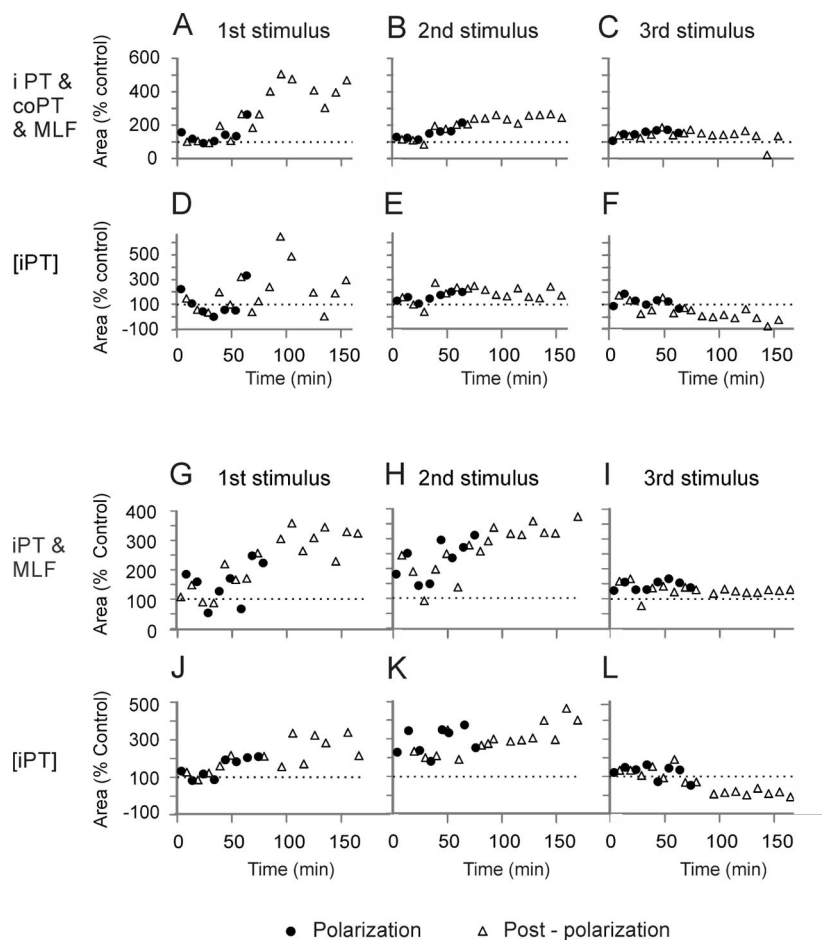 A 1st stimulus B 2nd stimulus C 3rd stimulus
i PT &
coPT
& MLF
Area (% control)
600
400
200
0
D E F
[iPT]
Area (% control)
500
300
100
-100
0 50 100 150 0 50 100 150 0 50 100 150
Time (min) Time (min) Time (min)
G 1st stimulus H 2nd stimulus I 3rd stimulus
iPT &
MLF
Area (% Control)
400
300
200
100
0
J K L
[iPT]
Area (% Control)
500
300
100
-100
0 50 100 150 0 50 100 150 0 50 100 150
Time (min) Time (min) Time (min)
Polarization Post - polarization